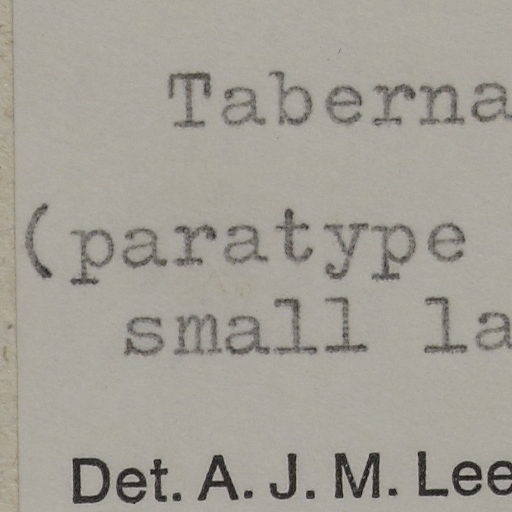 Taberna
(paratype
small la
Det. A. J. M. Lee